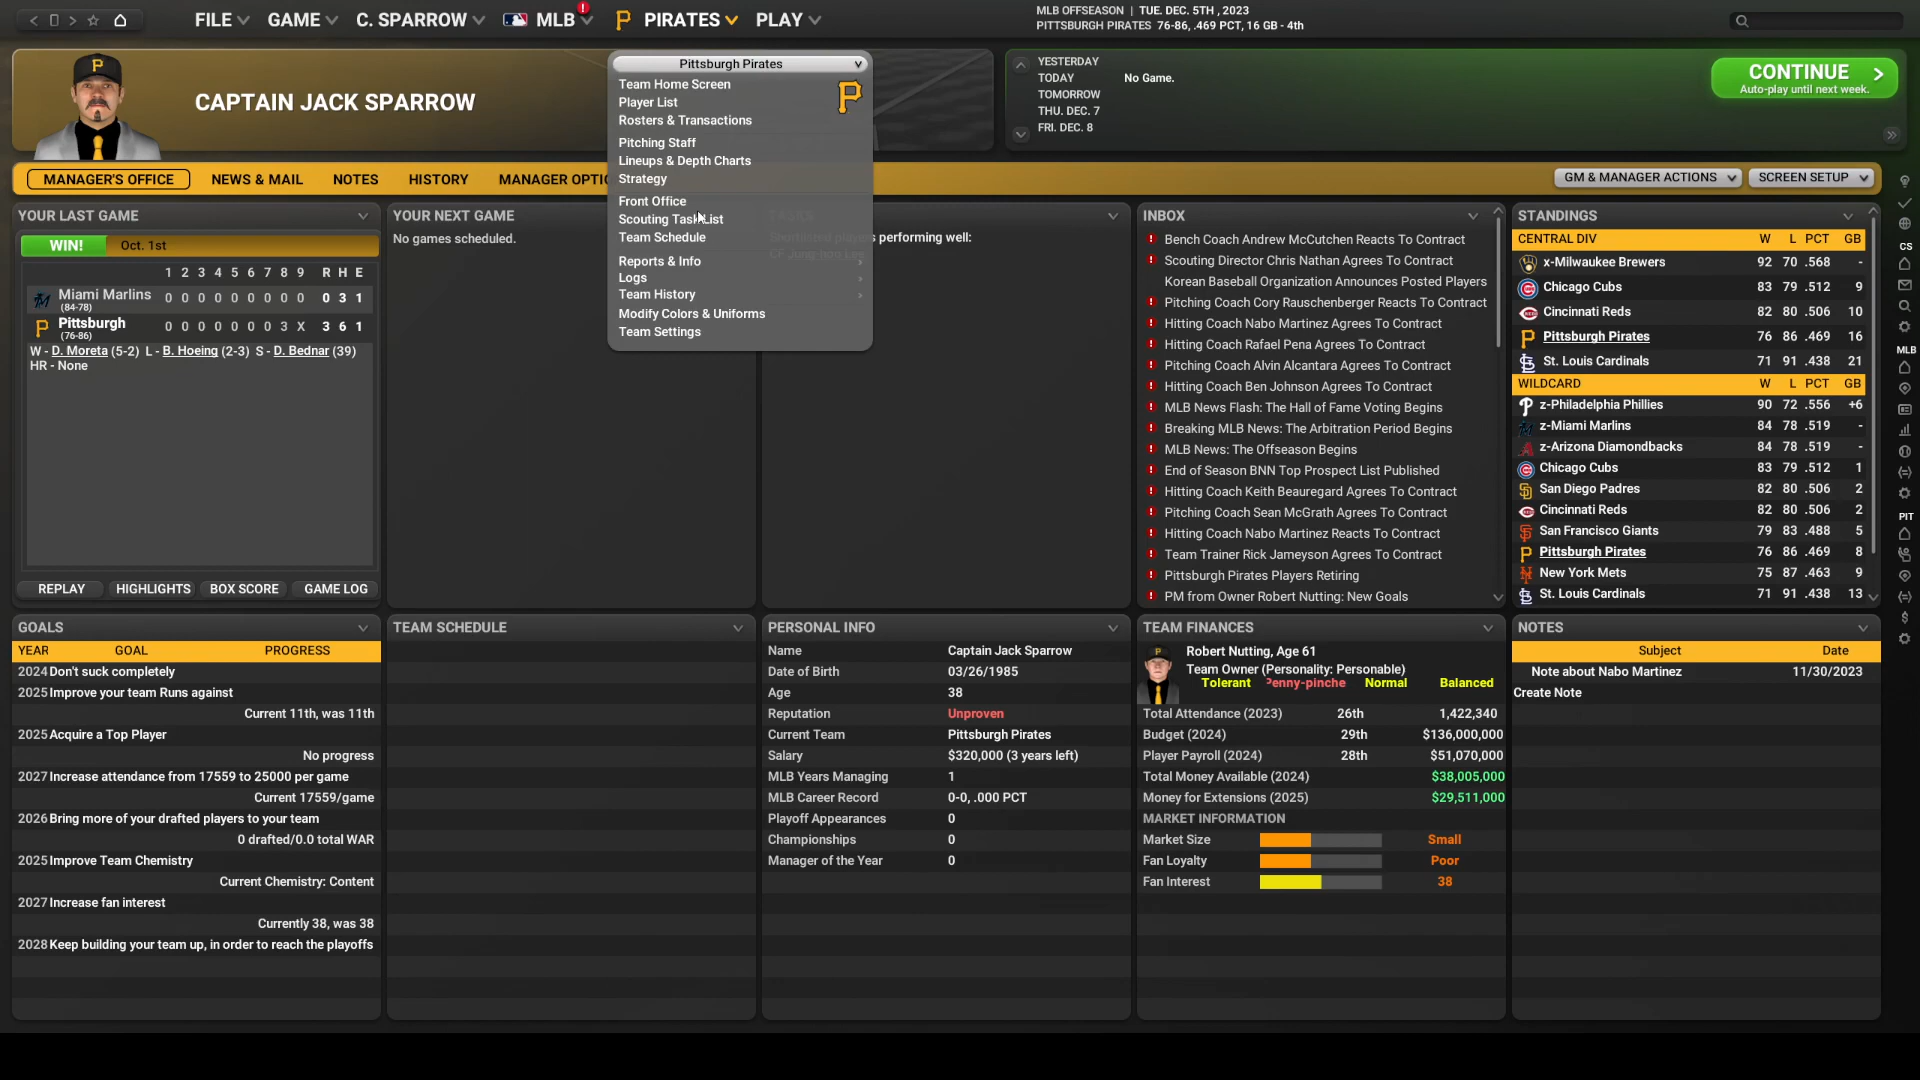 FILE GAME C. SPARROW MLB ! PIRATES PLAY
MLB OFFSEASON | TUE. DEC. 5TH , 2023
PITTSBURGH PIRATES 76-86, .469 PCT, 16 GB - 4th
CAPTAIN JACK SPARROW
Pittsburgh Pirates
Team Home Screen
Player List
Rosters & Transactions
Pitching Staff
Lineups & Depth Charts
Strategy
Front Office
Scouting Task List
Team Schedule
Reports & Info
Logs
Team History
Modify Colors & Uniforms
Team Settings
YESTERDAY
TODAY No Game.
TOMORROW
THU. DEC. 7
FRI. DEC. 8
CONTINUE
Auto-play until next week.
MANAGER'S OFFICE NEWS & MAIL NOTES HISTORY MANAGER OPTIO
GM & MANAGER ACTIONS SCREEN SETUP
YOUR LAST GAME
WIN! Oct. 1st
1 2 3 4 5 6 7 8 9 R H E
Miami Marlins 0 0 0 0 0 0 0 0 0 0 3 1
(84-78)
Pittsburgh 0 0 0 0 0 0 0 3 X 3 6 1
(76-86)
W - D. Moreta (5-2) L - B. Hoeing (2-3) S - D. Bednar (39)
HR - None
REPLAY HIGHLIGHTS BOX SCORE GAME LOG
YOUR NEXT GAME
No games scheduled.
s performing well:
INBOX
Bench Coach Andrew McCutchen Reacts To Contract
Scouting Director Chris Nathan Agrees To Contract
Korean Baseball Organization Announces Posted Players
Pitching Coach Cory Rauschenberger Reacts To Contract
Hitting Coach Nabo Martinez Agrees To Contract
Hitting Coach Rafael Pena Agrees To Contract
Pitching Coach Alvin Alcantara Agrees To Contract
Hitting Coach Ben Johnson Agrees To Contract
MLB News Flash: The Hall of Fame Voting Begins
Breaking MLB News: The Arbitration Period Begins
MLB News: The Offseason Begins
End of Season BNN Top Prospect List Published
Hitting Coach Keith Beauregard Agrees To Contract
Pitching Coach Sean McGrath Agrees To Contract
Hitting Coach Nabo Martinez Reacts To Contract
Team Trainer Rick Jameyson Agrees To Contract
Pittsburgh Pirates Players Retiring
PM from Owner Robert Nutting: New Goals
STANDINGS
CENTRAL DIV W L PCT GB
x-Milwaukee Brewers 92 70 .568 -
Chicago Cubs 83 79 .512 9
Cincinnati Reds 82 80 .506 10
Pittsburgh Pirates 76 86 .469 16
St. Louis Cardinals 71 91 .438 21
WILDCARD W L PCT GB
z-Philadelphia Phillies 90 72 .556 +6
z-Miami Marlins 84 78 .519 -
z-Arizona Diamondbacks 84 78 .519 -
Chicago Cubs 83 79 .512 1
San Diego Padres 82 80 .506 2
Cincinnati Reds 82 80 .506 2
San Francisco Giants 79 83 .488 5
Pittsburgh Pirates 76 86 .469 8
New York Mets 75 87 .463 9
St. Louis Cardinals 71 91 .438 13
CS
MLB
PIT
GOALS
YEAR GOAL PROGRESS
2024 Don't suck completely
2025 Improve your team Runs against
Current 11th, was 11th
2025 Acquire a Top Player
No progress
2027 Increase attendance from 17559 to 25000 per game
Current 17559/game
2026 Bring more of your drafted players to your team
0 drafted/0.0 total WAR
2025 Improve Team Chemistry
Current Chemistry: Content
2027 Increase fan interest
Currently 38, was 38
2028 Keep building your team up, in order to reach the playoffs
TEAM SCHEDULE
PERSONAL INFO
Name Captain Jack Sparrow
Date of Birth 03/26/1985
Age 38
Reputation Unproven
Current Team Pittsburgh Pirates
Salary $320,000 (3 years left)
MLB Years Managing 1
MLB Career Record 0-0, .000 PCT
Playoff Appearances 0
Championships 0
Manager of the Year 0
TEAM FINANCES
Robert Nutting, Age 61
Team Owner (Personality: Personable)
Tolerant Penny-pinche Normal Balanced
Total Attendance (2023) 26th 1,422,340
Budget (2024) 29th $136,000,000
Player Payroll (2024) 28th $51,070,000
Total Money Available (2024) $38,005,000
Money for Extensions (2025) $29,511,000
MARKET INFORMATION
Market Size Small
Fan Loyalty Poor
Fan Interest 38
NOTES
Subject Date
Note about Nabo Martinez 11/30/2023
Create Note